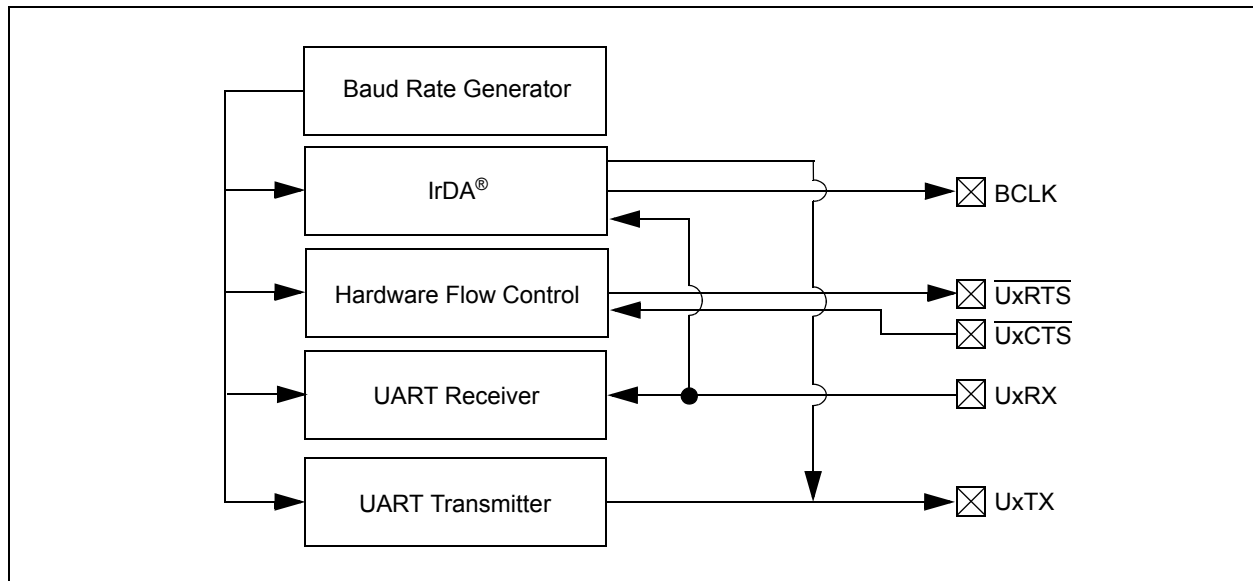 Baud Rate Generator
IrDA®
BCLK
Hardware Flow Control
UxRTS
UxCTS
UART Receiver
UxRX
UART Transmitter
UxTX